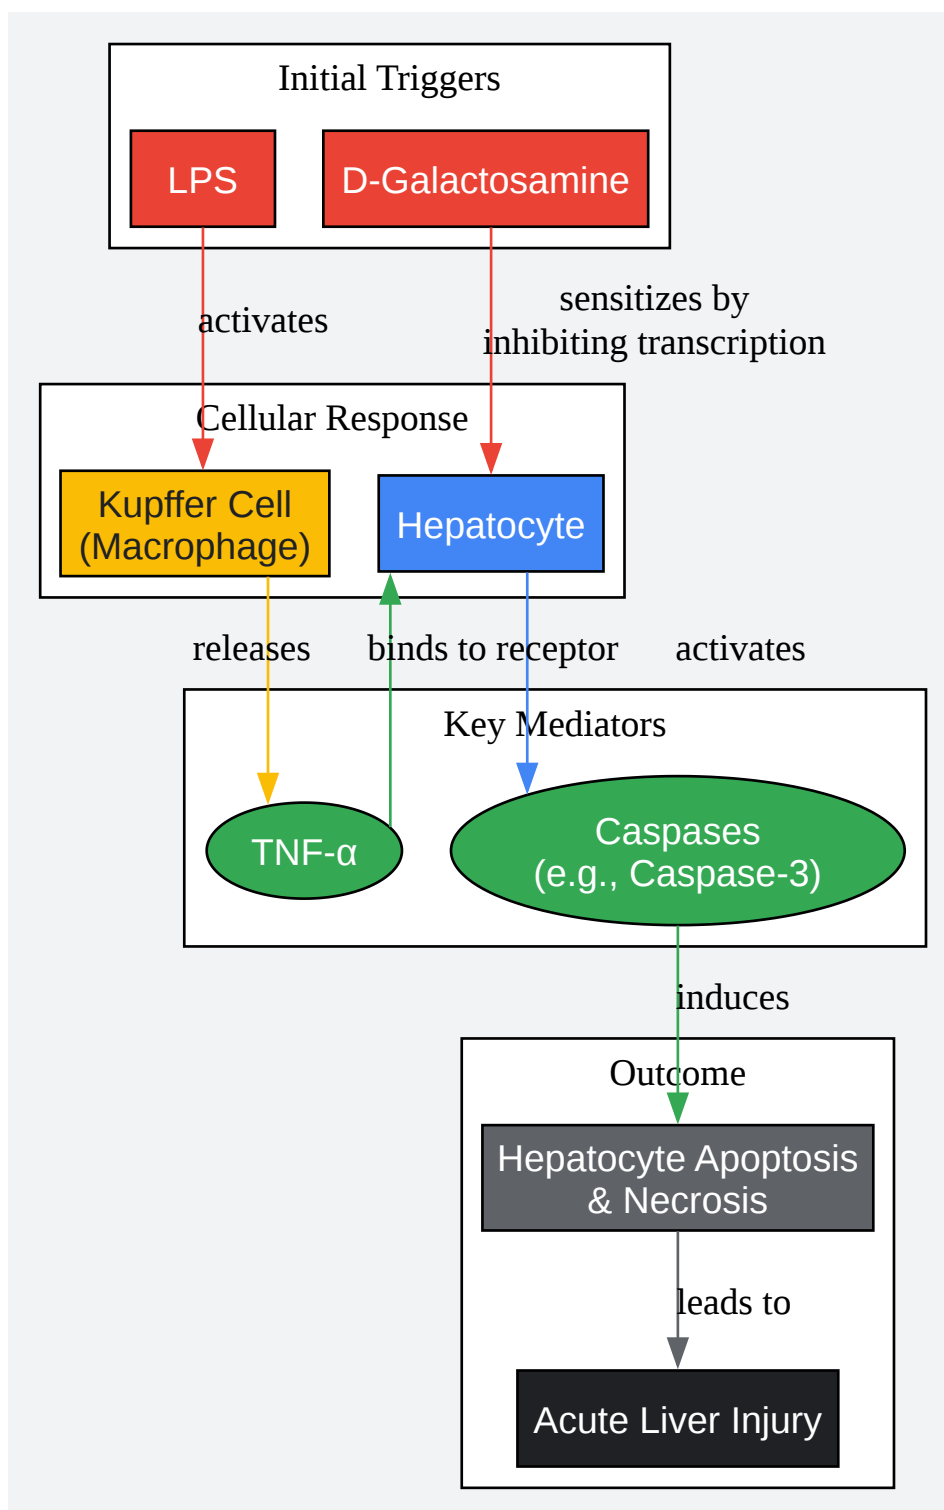 Initial Triggers
LPS
D-Galactosamine
activates
sensitizes by
inhibiting transcription
Cellular Response
Kupffer Cell
(Macrophage)
Hepatocyte
releases
binds to receptor
activates
Key Mediators
TNF-α
Caspases
(e.g., Caspase-3)
induces
Outcome
Hepatocyte Apoptosis
& Necrosis
leads to
Acute Liver Injury